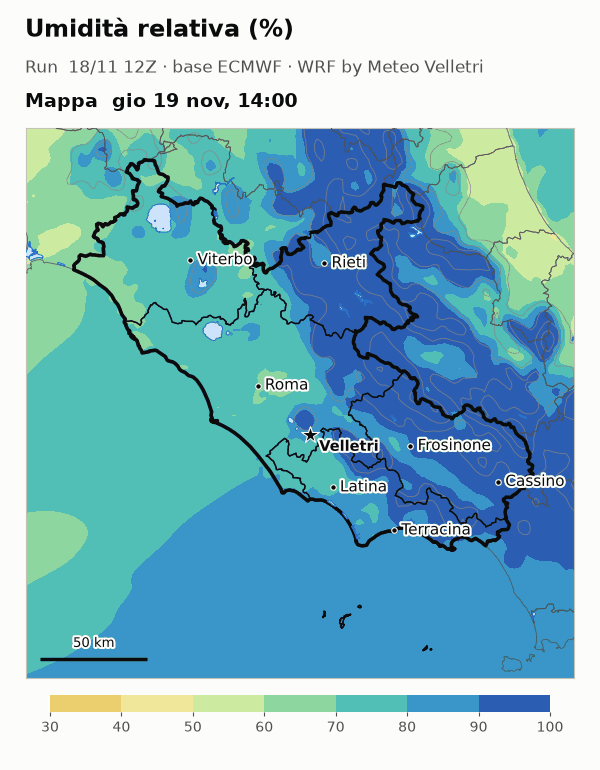 Umidità relativa (%)
Run 18/11 12Z · base ECMWF · WRF by Meteo Velletri
Mappa gio 19 nov, 14:00
Viterbo
Rieti
Roma
Velletri
Frosinone
Cassino
Latina
Terracina
50 km
30 40 50 60 70 80 90 100